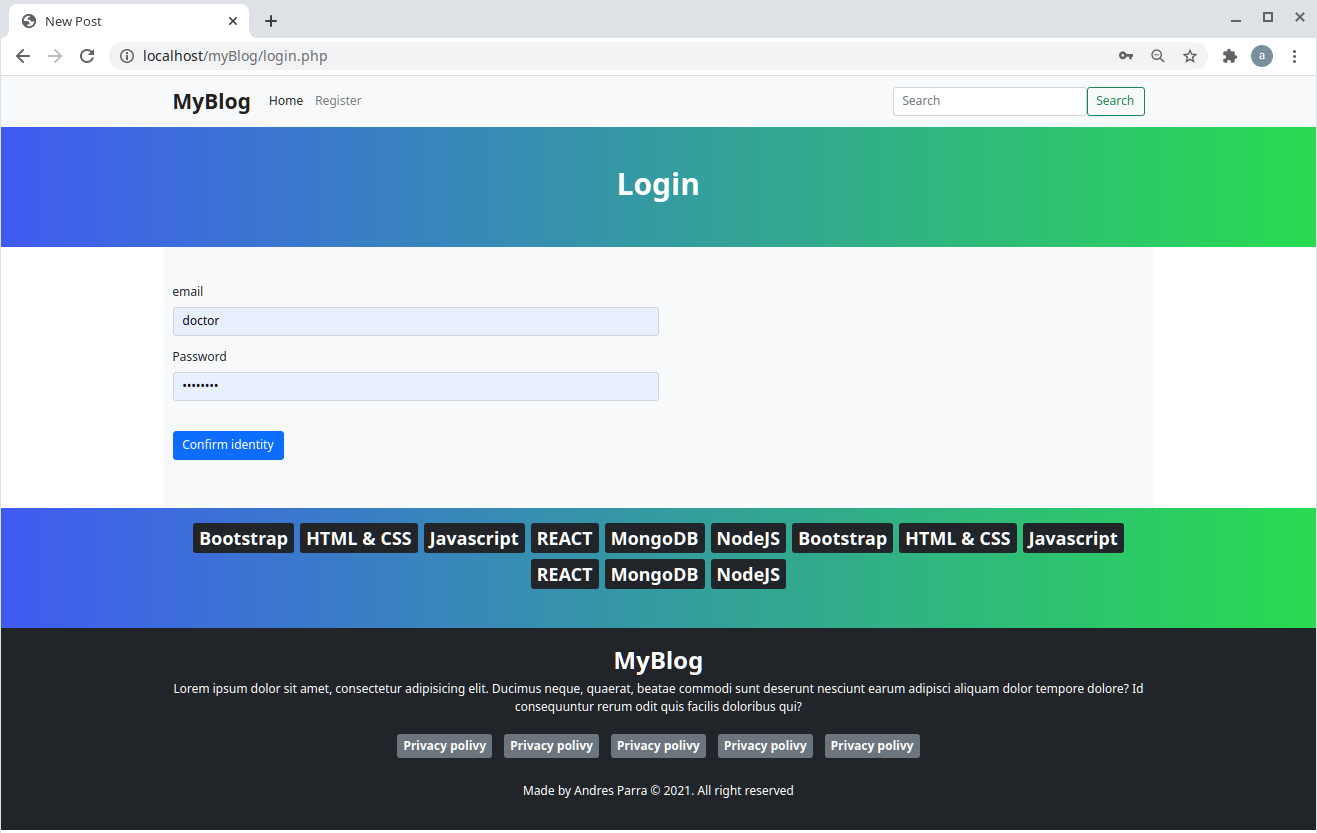 New Post
localhost/myBlog/login.php
a
MyBlog Home Register Search Search
Login
email
doctor
Password
••••••••
Confirm identity
Bootstrap HTML & CSS Javascript REACT MongoDB NodeJS Bootstrap HTML & CSS Javascript
REACT MongoDB NodeJS
MyBlog
Lorem ipsum dolor sit amet, consectetur adipisicing elit. Ducimus neque, quaerat, beatae commodi sunt deserunt nesciunt earum adipisci aliquam dolor tempore dolore? Id
consequuntur rerum odit quis facilis doloribus qui?
Privacy polivy Privacy polivy Privacy polivy Privacy polivy Privacy polivy
Made by Andres Parra © 2021. All right reserved